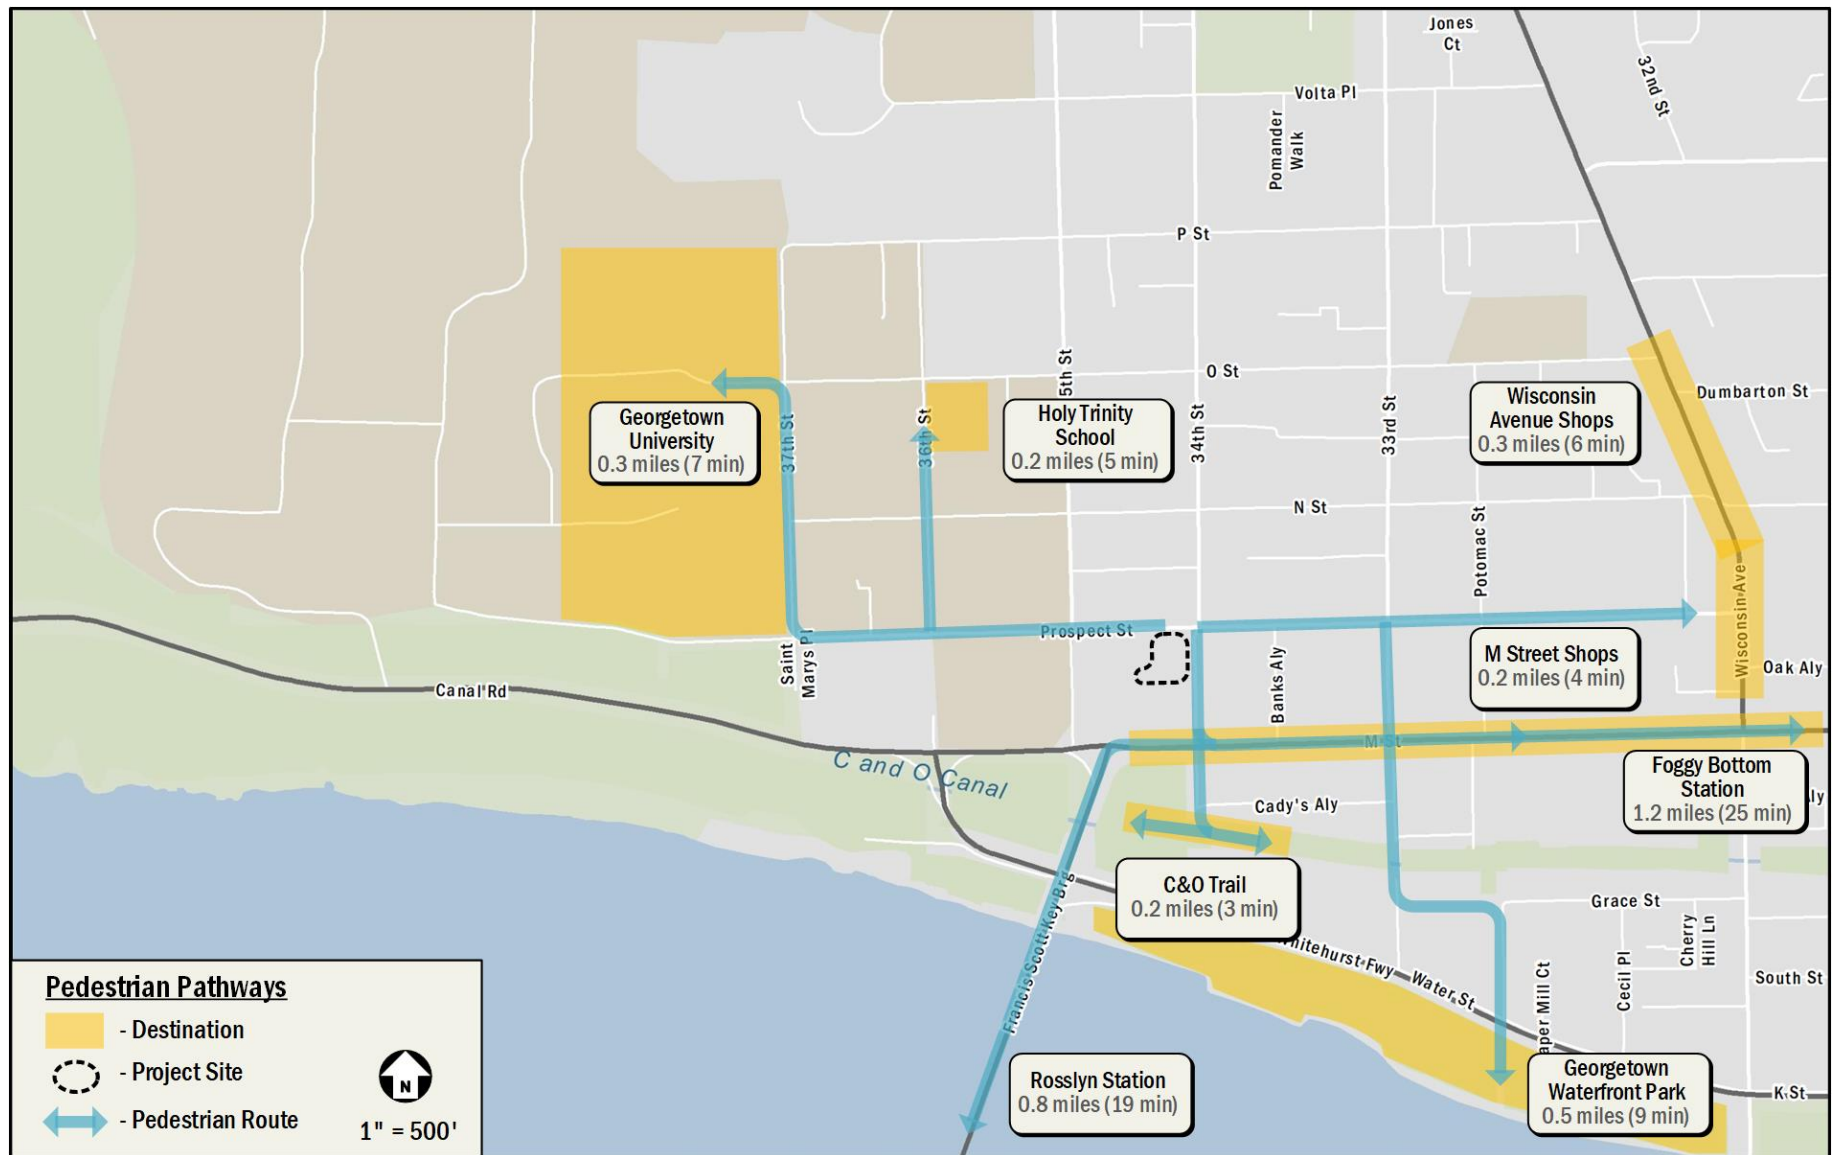 Jones
Ct
32nd St
Volta Pl
Pomander
Walk
P St
5th St
O St
Dumbarton St
34th St
33rd St
Georgetown
University
0.3 miles (7 min)
37th St
36th St
Holy Trinity
School
0.2 miles (5 min)
Wisconsin
Avenue Shops
0.3 miles (6 min)
N St
Potomac St
Wisconsin Ave
Prospect St
Saint
Marys Pl
Banks Aly
M Street Shops
0.2 miles (4 min)
Oak Aly
Canal Rd
M St
C and O Canal
Foggy Bottom
Station
1.2 miles (25 min)
ly
Cady's Aly
C&O Trail
0.2 miles (3 min)
Francis Scott Key Brg
Grace St
Cherry
Hill Ln
Whitehurst Fwy
Water St
Cecil Pl
South St
aper Mill Ct
Pedestrian Pathways
- Destination
- Project Site
- Pedestrian Route
N
1" = 500'
Rosslyn Station
0.8 miles (19 min)
Georgetown
Waterfront Park
0.5 miles (9 min)
K St